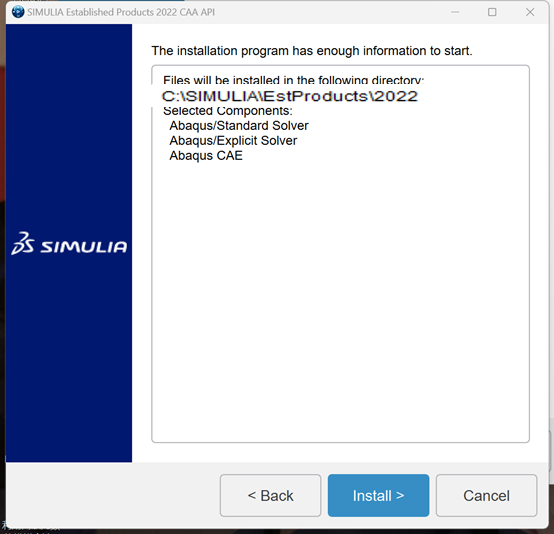 SIMULIA Established Products 2022 CAA API
The installation program has enough information to start.
Files will be installed in the following directory:
C:\SIMULIA\EstProducts\2022
Selected Components:
Abaqus/Standard Solver
Abaqus/Explicit Solver
Abaqus CAE
SIMULIA
< Back
Install >
Cancel